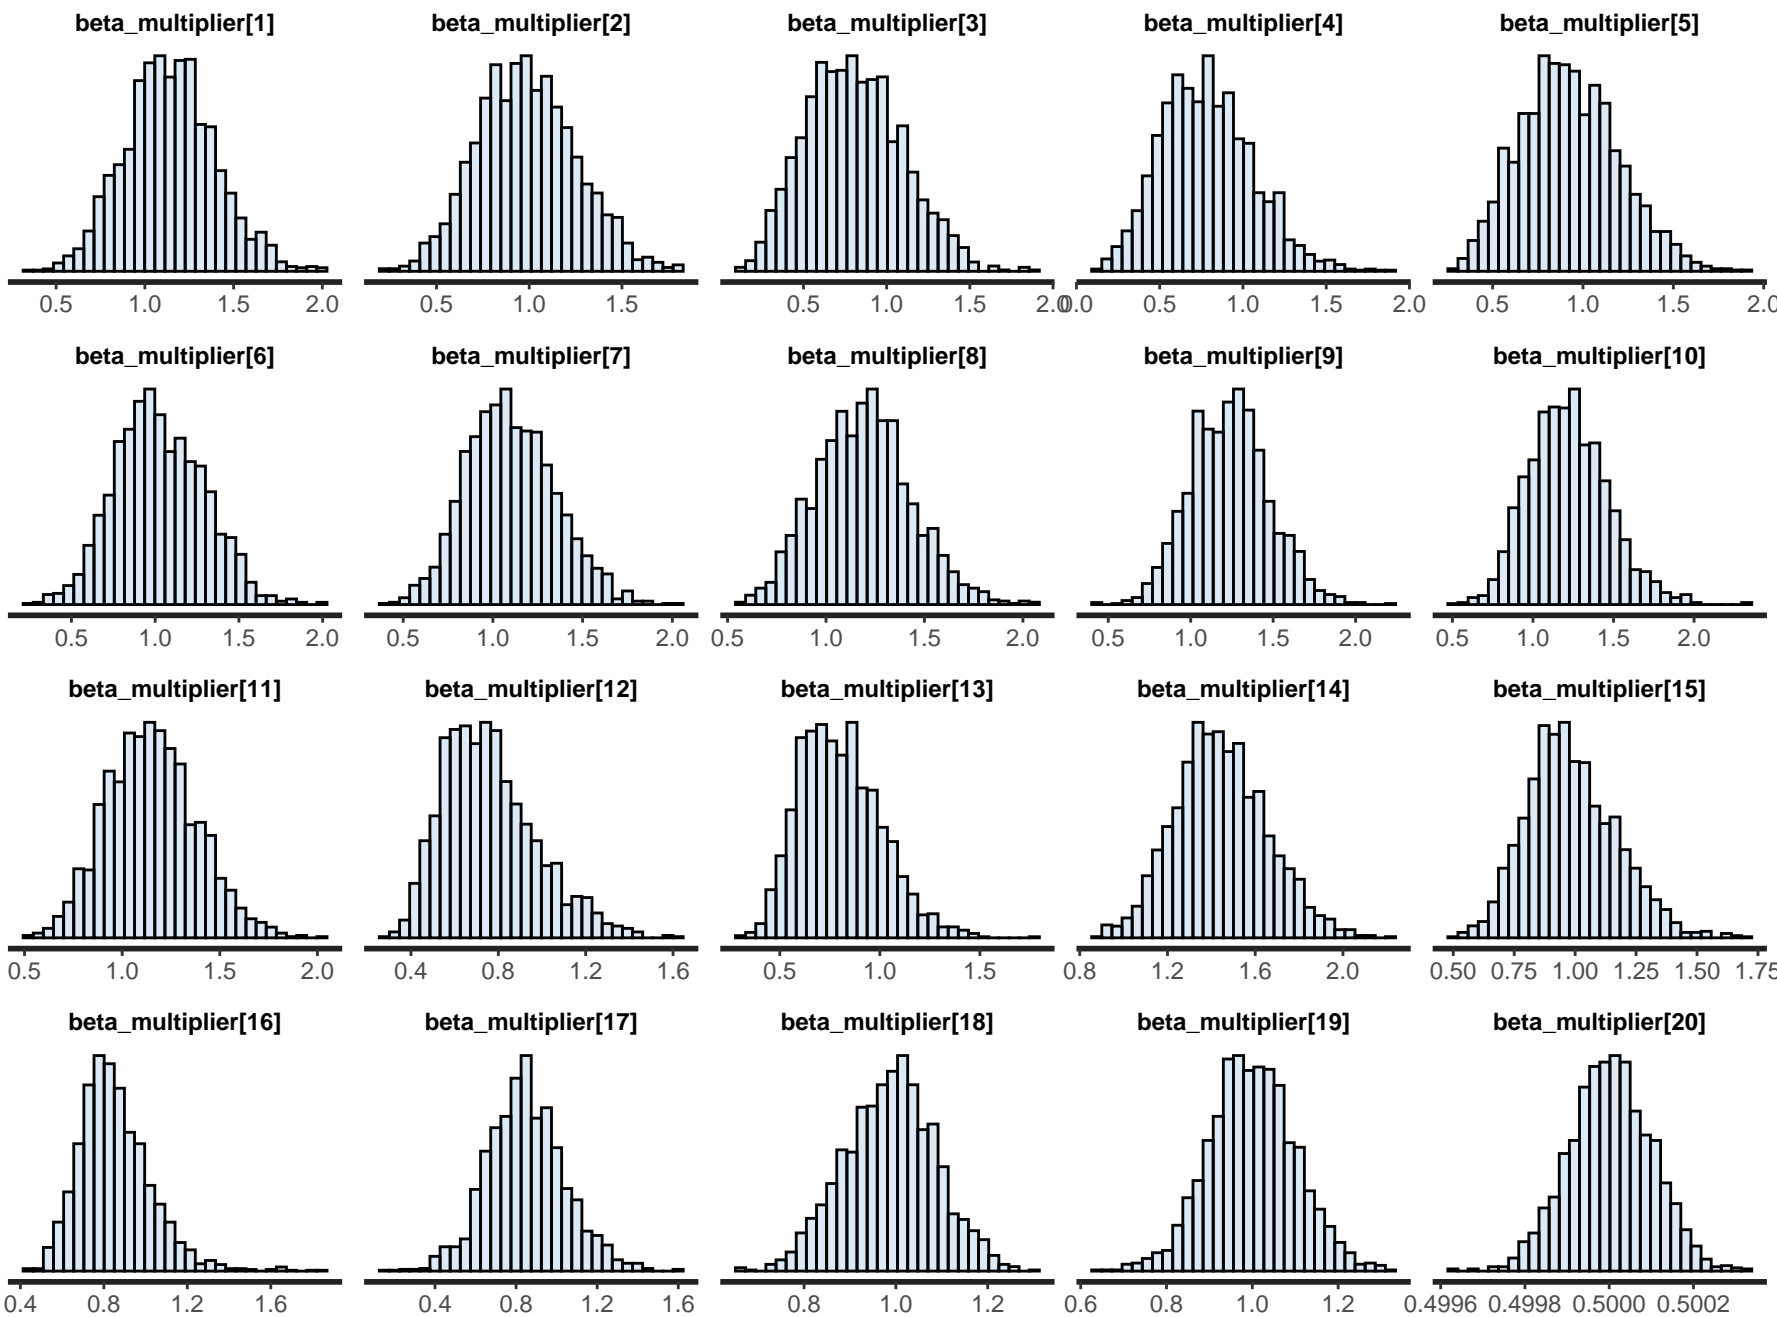 beta_multiplier[1] beta_multiplier[2] beta_multiplier[3] beta_multiplier[4] beta_multiplier[5]
0.5 1.0 1.5 2.0 0.5 1.0 1.5 0.5 1.0 1.5 2.0 0.0 0.5 1.0 1.5 2.0 0.5 1.0 1.5 2.0
beta_multiplier[6] beta_multiplier[7] beta_multiplier[8] beta_multiplier[9] beta_multiplier[10]
0.5 1.0 1.5 2.0 0.5 1.0 1.5 2.0 0.5 1.0 1.5 2.0 0.5 1.0 1.5 2.0 0.5 1.0 1.5 2.0
beta_multiplier[11] beta_multiplier[12] beta_multiplier[13] beta_multiplier[14] beta_multiplier[15]
0.5 1.0 1.5 2.0 0.4 0.8 1.2 1.6 0.5 1.0 1.5 0.8 1.2 1.6 2.0 0.50 0.75 1.00 1.25 1.50 1.75
beta_multiplier[16] beta_multiplier[17] beta_multiplier[18] beta_multiplier[19] beta_multiplier[20]
0.4 0.8 1.2 1.6 0.4 0.8 1.2 1.6 0.8 1.0 1.2 0.6 0.8 1.0 1.2 0.4996 0.4998 0.5000 0.5002